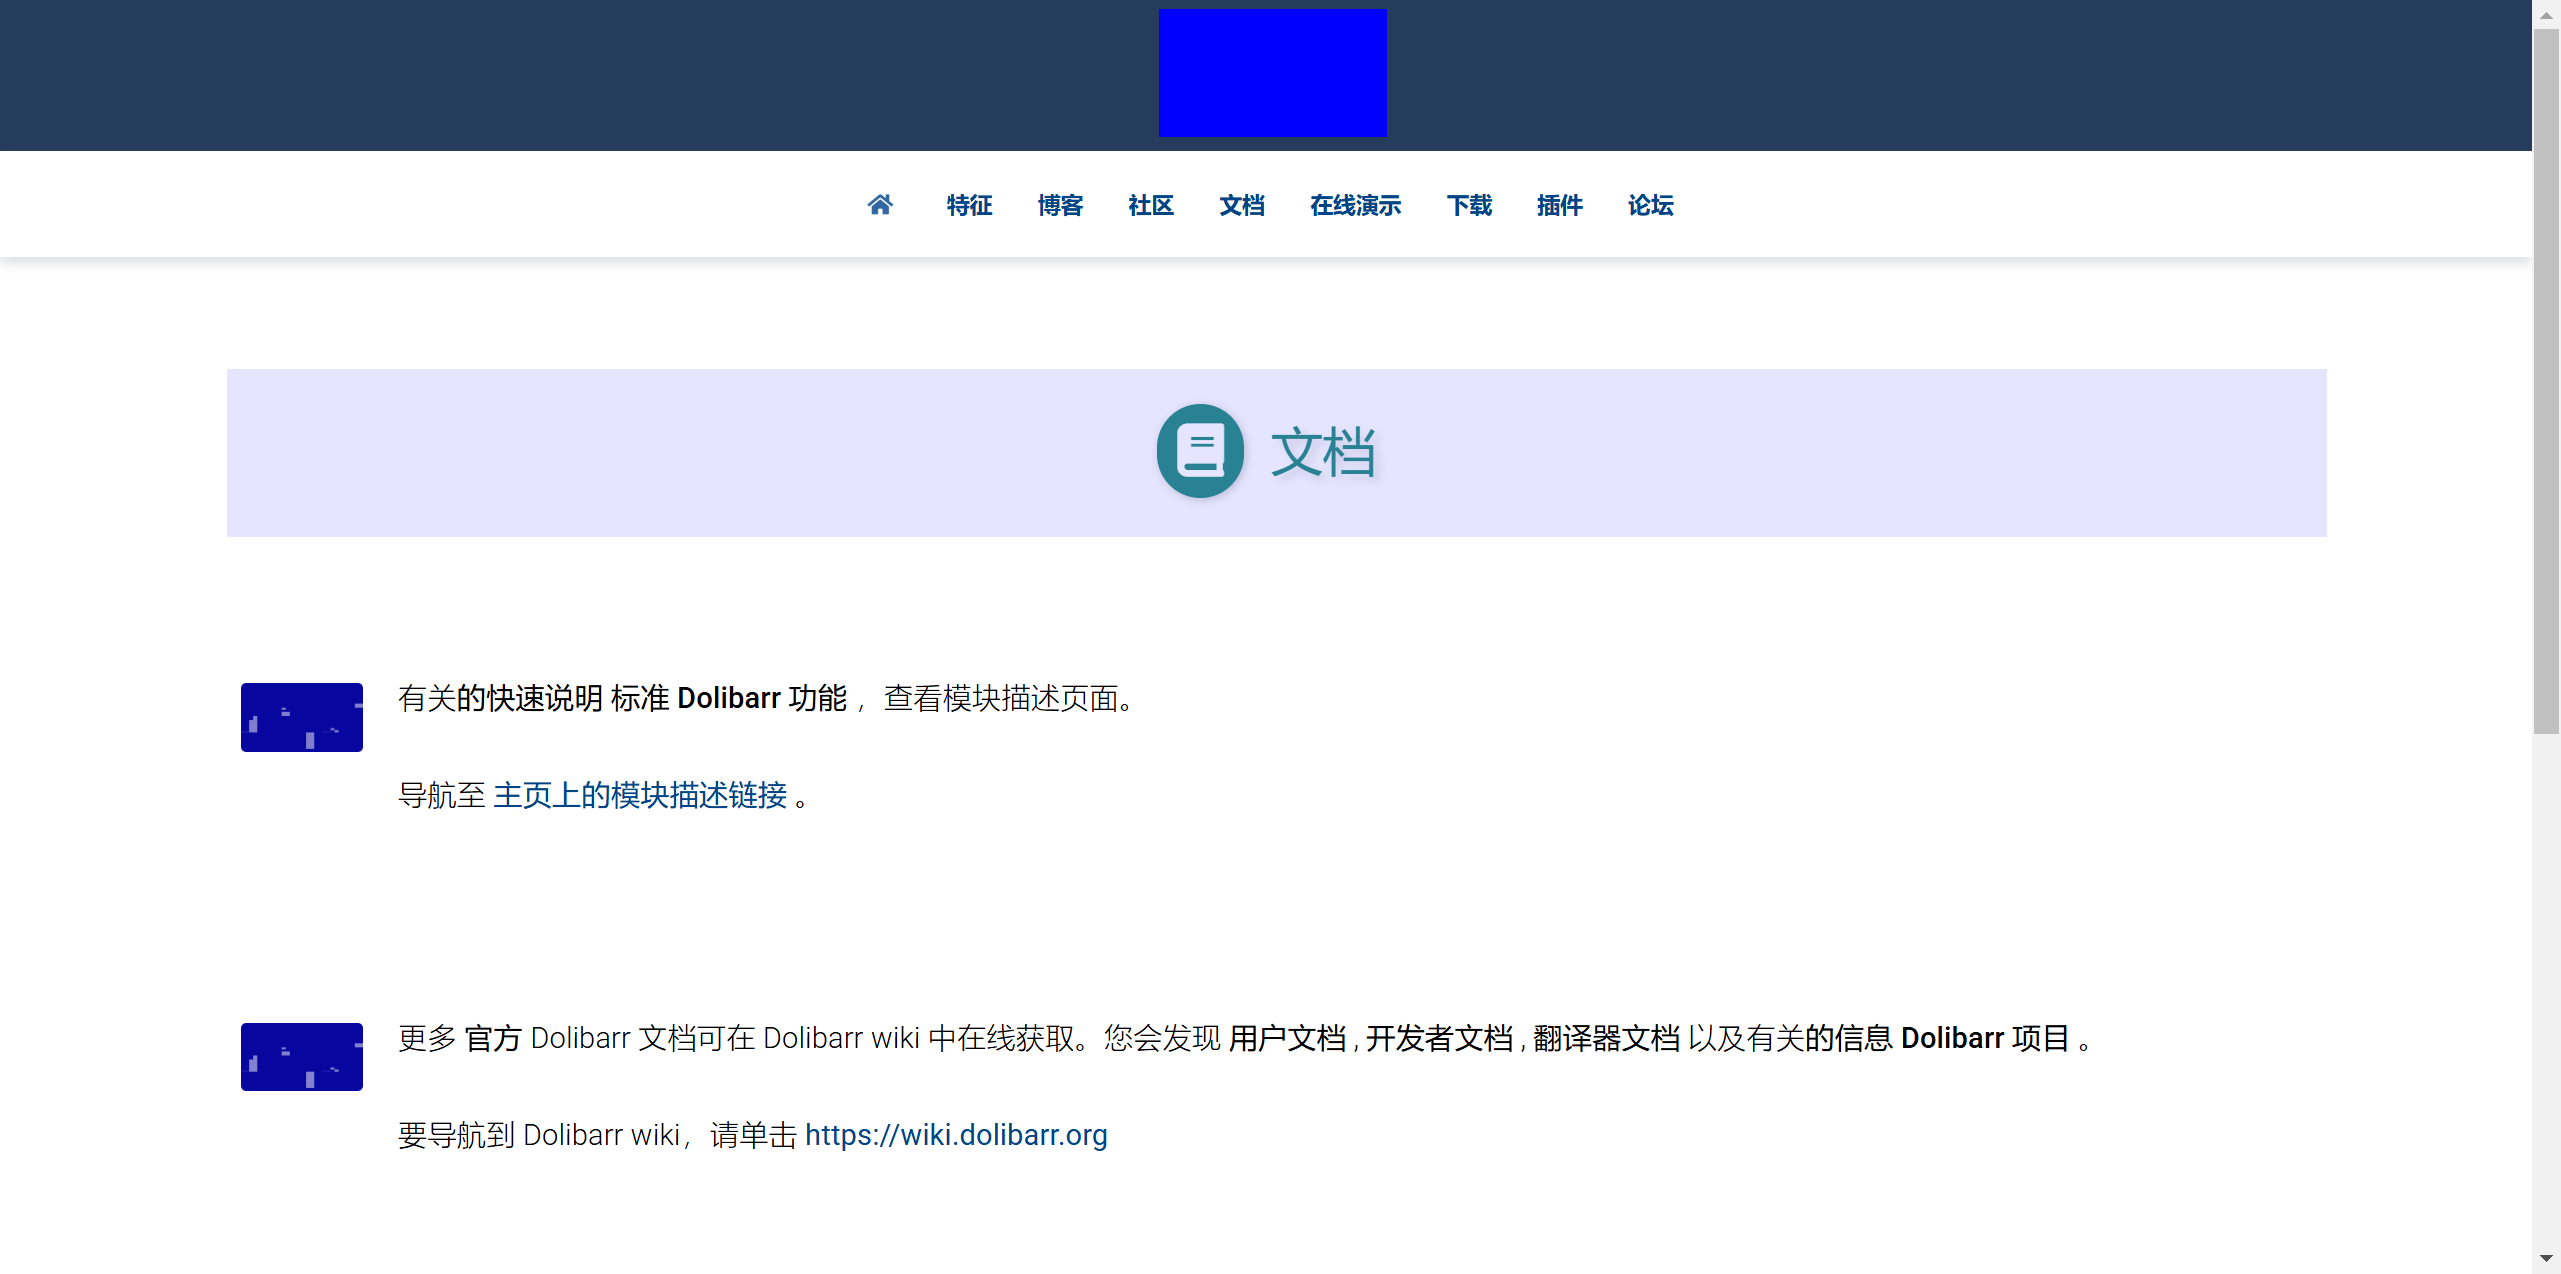 特征 博客 社区 文档 在线演示 下载 插件 论坛
文档
有关的快速说明 标准 Dolibarr 功能 ，查看模块描述页面。
导航至 主页上的模块描述链接 。
更多 官方 Dolibarr 文档可在 Dolibarr wiki 中在线获取。您会发现 用户文档 , 开发者文档 , 翻译器文档 以及有关的信息 Dolibarr 项目 。
要导航到 Dolibarr wiki，请单击 https://wiki.dolibarr.org